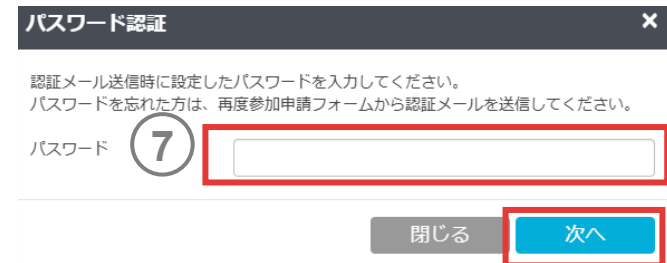 パスワード認証 ×
認証メール送信時に設定したパスワードを入力してください。
パスワードを忘れた方は、再度参加申請フォームから認証メールを送信してください。
パスワード ⑦
閉じる 次へ